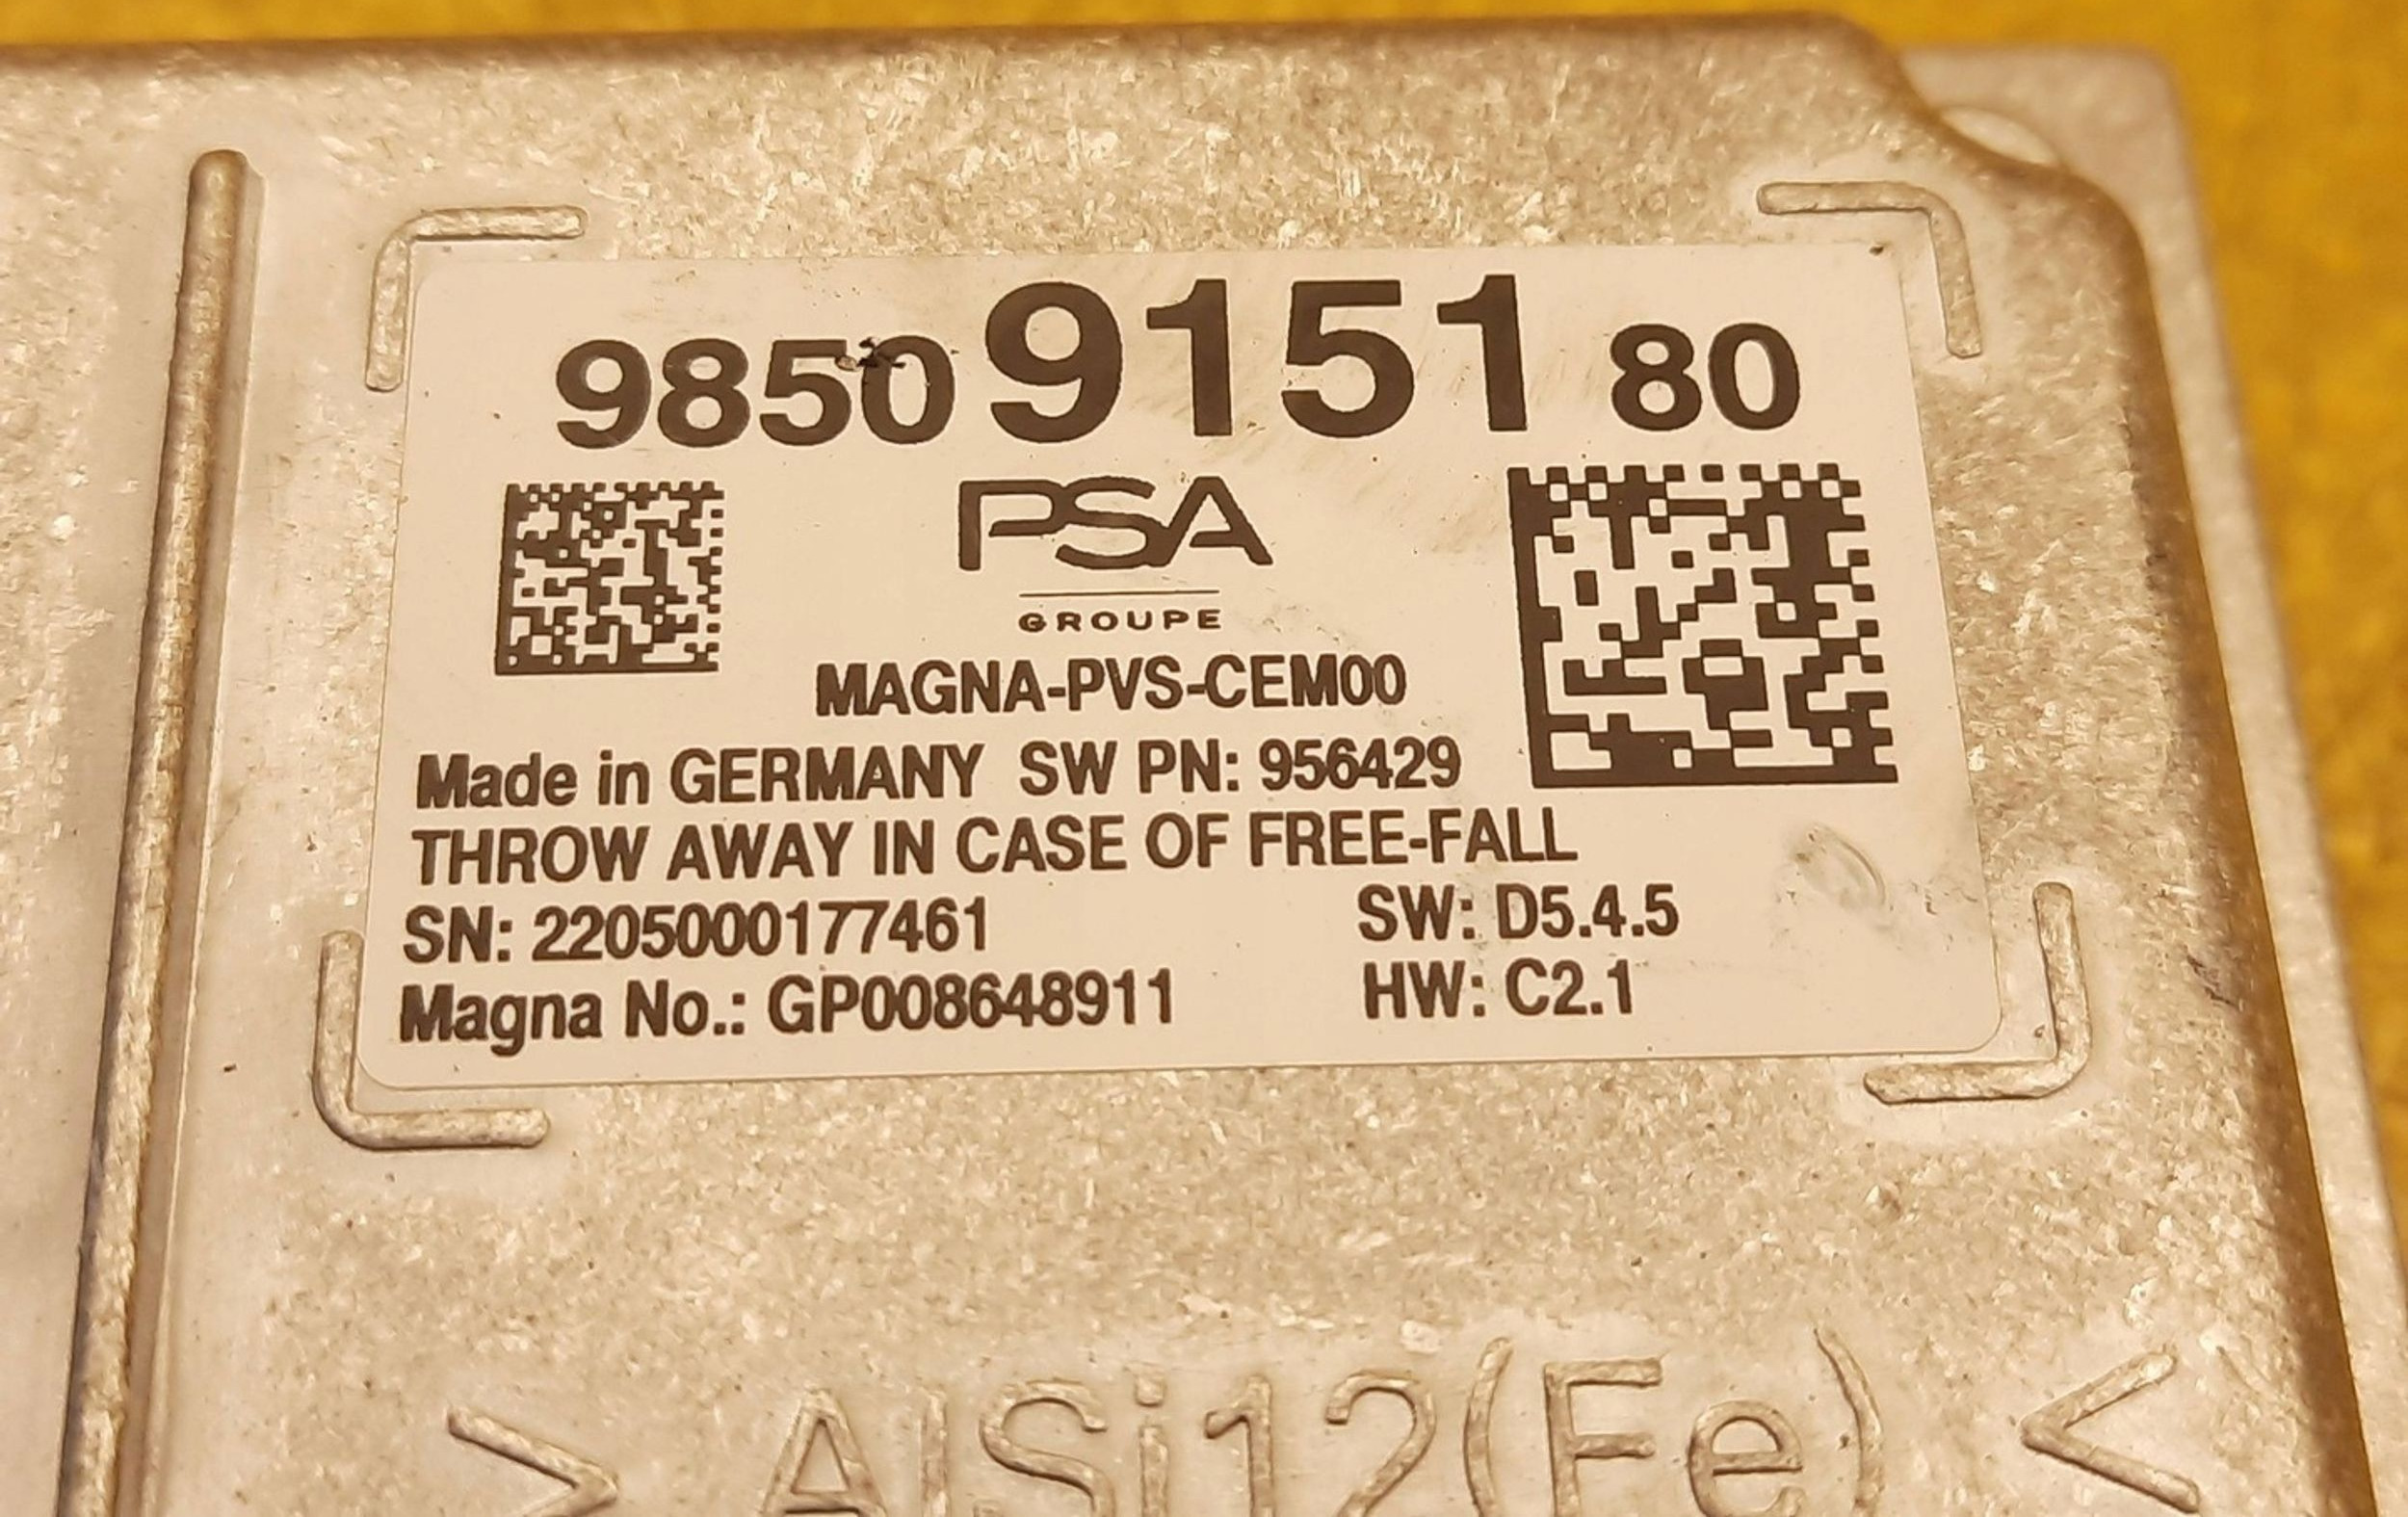 9850 9151 80
PSA
GROUPE
MAGNA-PVS-CEM00
Made in GERMANY SW PN: 956429
THROW AWAY IN CASE OF FREE-FALL
SN: 2205000177461 SW: D5.4.5
Magna No.: GP008648911 HW: C2.1
> AlSi12(Fe) <